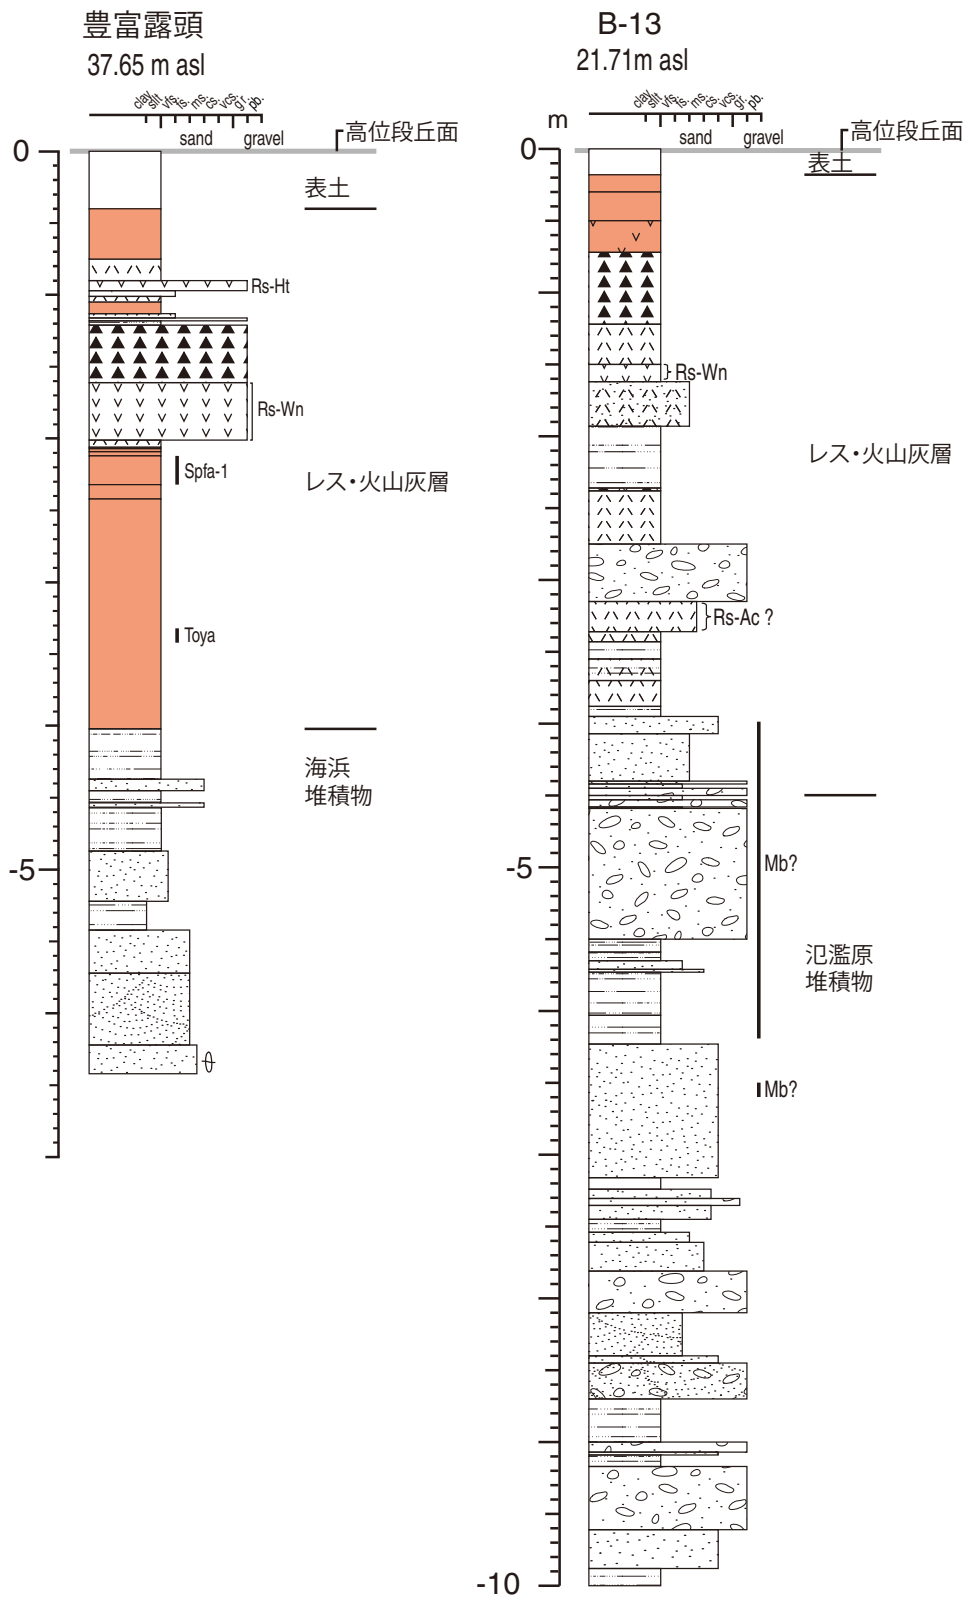 豊富露頭
37.65 m asl
clay
silt
vfs.
fs.
ms.
cs.
vcs.
gr.
pb.
sand
gravel
高位段丘面
0
表土
Rs-Ht
Rs-Wn
Spfa-1
レス・火山灰層
Toya
海浜
堆積物
-5
B-13
21.71m asl
m
clay
silt
vfs.
fs.
ms.
cs.
vcs.
gr.
pb.
sand
gravel
高位段丘面
0
表土
Rs-Wn
レス・火山灰層
Rs-Ac ?
-5
Mb?
氾濫原
堆積物
Mb?
-10